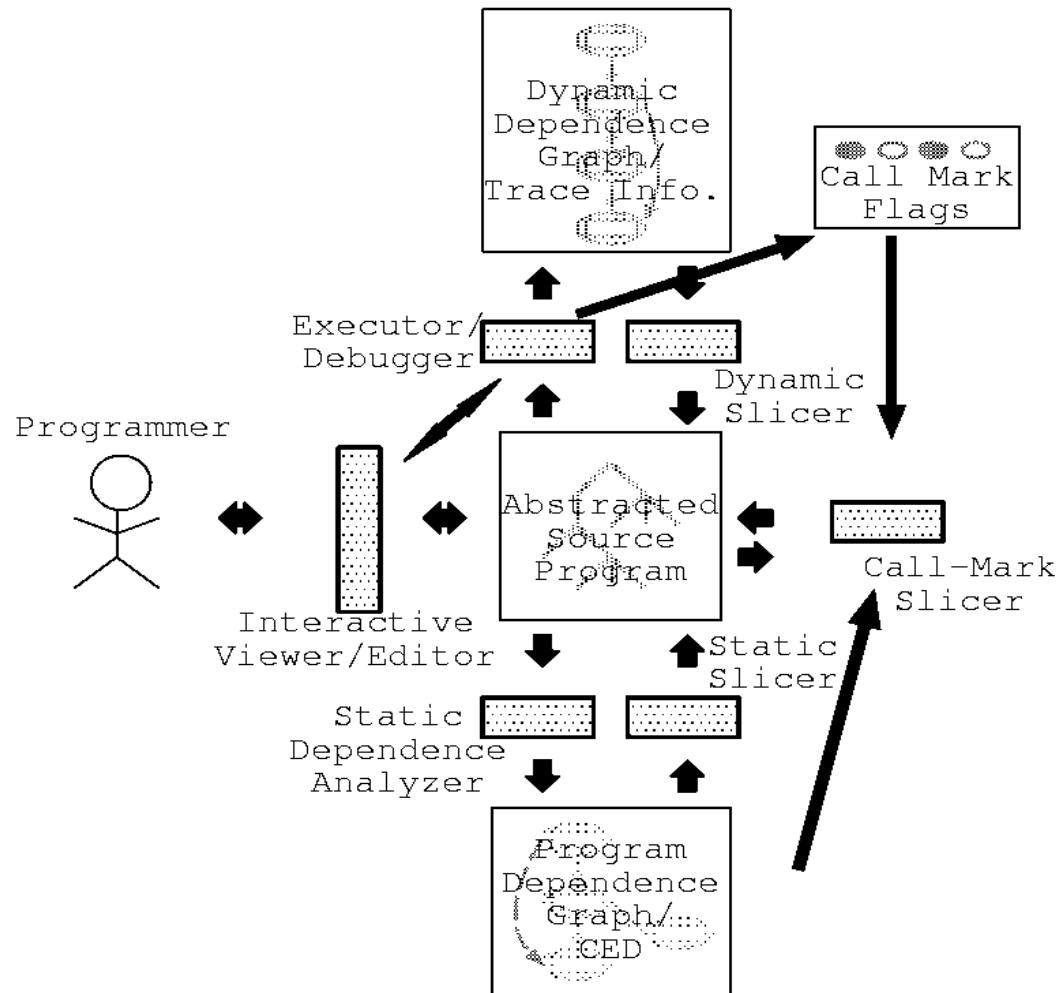 Dynamic
Dependence
Graph/
Trace Info.
Call Mark
Flags
Executor/
Debugger
Dynamic
Slicer
Programmer
Abstracted
Source
Program
Call-Mark
Slicer
Interactive
Viewer/Editor
Static
Slicer
Static
Dependence
Analyzer
Program
Dependence
Graph/
CED